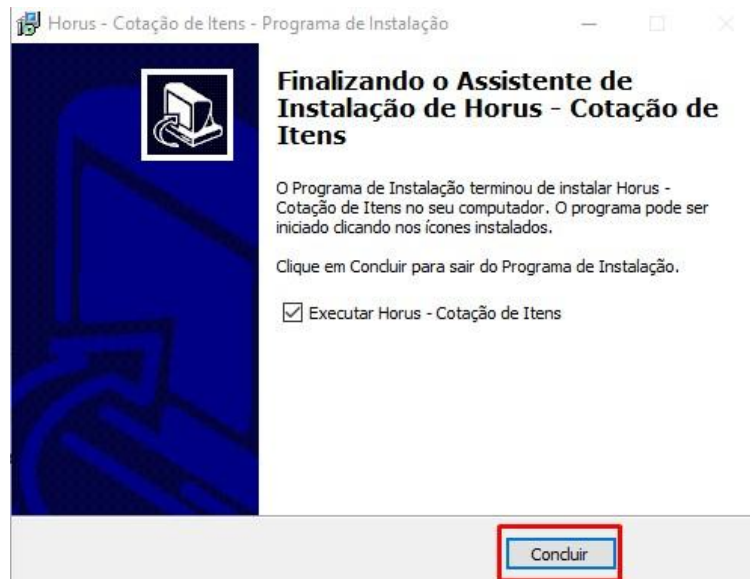 Horus - Cotação de Itens - Programa de Instalação
Finalizando o Assistente de
Instalação de Horus - Cotação de
Itens
O Programa de Instalação terminou de instalar Horus -
Cotação de Itens no seu computador. O programa pode ser
iniciado clicando nos ícones instalados.
Clique em Concluir para sair do Programa de Instalação.
Executar Horus - Cotação de Itens
Concluir